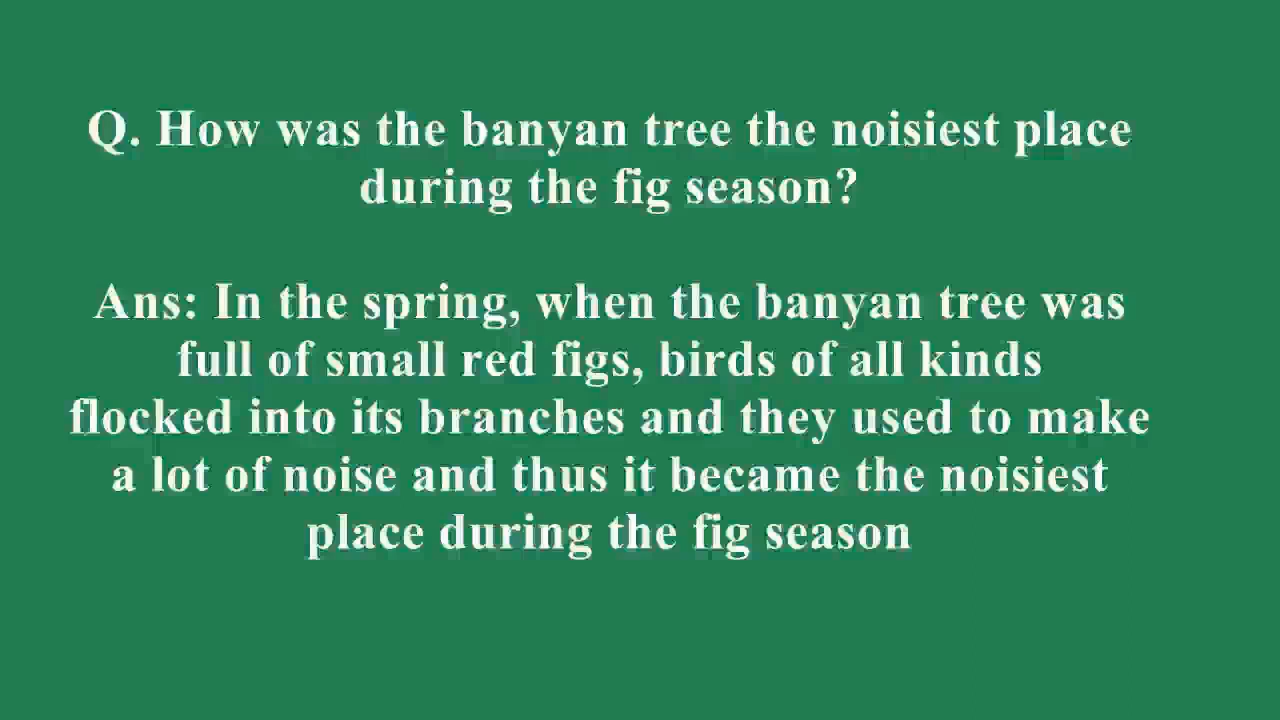 Q. How was the banyan tree the noisiest place
during the fig season?
Ans: In the spring, when the banyan tree was
full of small red figs, birds of all kinds
flocked into its branches and they used to make
a lot of noise and thus it became the noisiest
place during the fig season